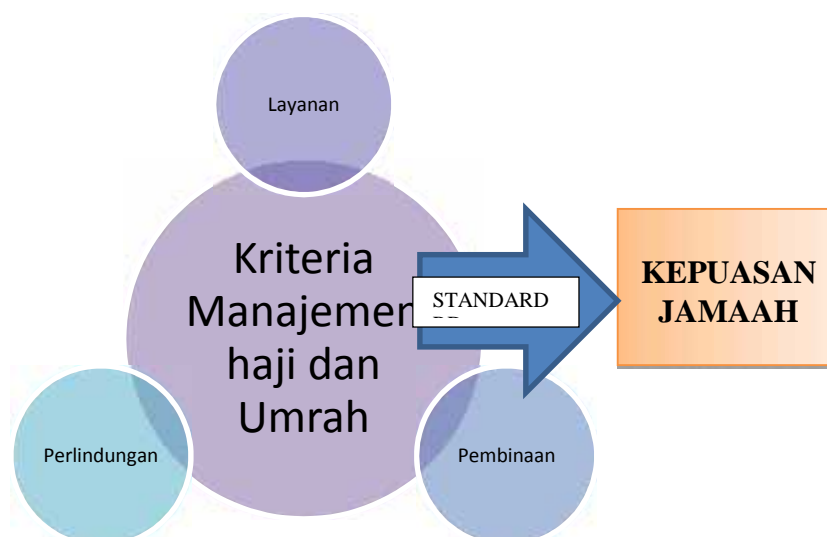 Layanan
Kriteria
Manajemen
haji dan
Umrah
STANDARD
KEPUASAN
JAMAAH
Perlindungan
Pembinaan